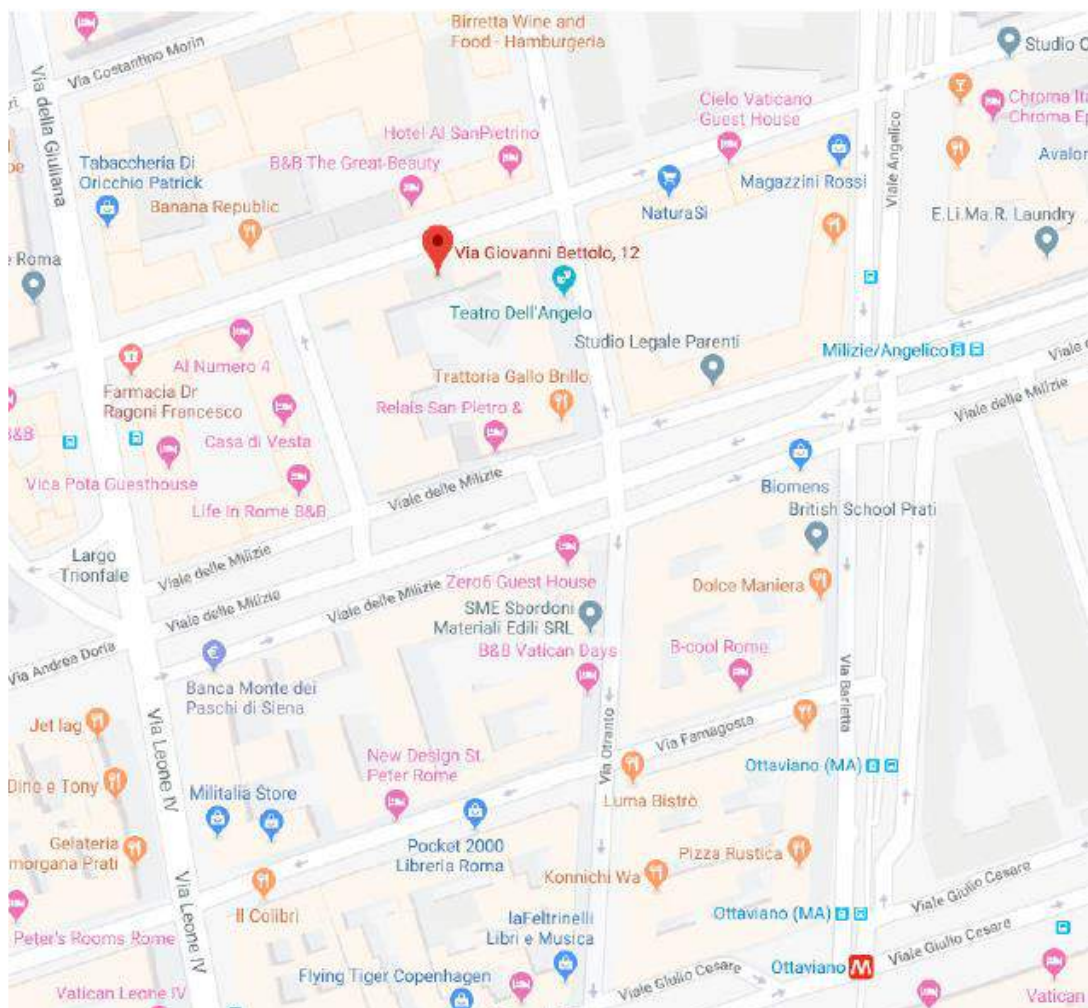 Birretta Wine and
Food - Hamburgeria
Via Costantino Morin
Studio
Via della Giuliana
Cielo Vaticano
Guest House
Chroma
Chroma
Hotel Al SanPietrino
Viale Angelico
Tabaccheria Di
Oricchio Patrick
B&B The Great-Beauty
Magazzini Rossi
Banana Republic
NaturaSì
E.Li.Ma.R. Laundry
Roma
Via Giovanni Bettolo, 12
Teatro Dell'Angelo
Studio Legale Parenti
Milizie/Angelico
Viale
Al Numero 4
Trattoria Gallo Brillo
Farmacia Dr
Ragoni Francesco
Relais San Pietro &
Viale delle Milizie
B&B
Casa di Vesta
Vica Pota Guesthouse
Viale delle Milizie
Biomens
Life In Rome B&B
British School Prati
Largo
Trionfale
Viale delle Milizie
Zero6 Guest House
Dolce Maniera
Viale delle Milizie
Viale delle Milizie
SME Sbordoni
Materiali Edili SRL
B&B Vatican Days
B-cool Rome
Via Andrea Doria
Banca Monte dei
Paschi di Siena
Via Barletta
Jet lag
Via Leone IV
Via Otranto
Via Famagosta
New Design St.
Peter Rome
Ottaviano (MA)
Dino e Tony
Militalia Store
Luma Bistrò
Gelateria
morgana Prati
Pocket 2000
Libreria Roma
Pizza Rustica
Konnichi Wa
Viale Giulio Cesare
Il Colibri
Via Leone IV
laFeltrinelli
Libri e Musica
Ottaviano (MA)
Peter's Rooms Rome
Viale Giulio Cesare
Flying Tiger Copenhagen
Viale Giulio Cesare
Ottaviano M
Vatican Leone IV
Vatican